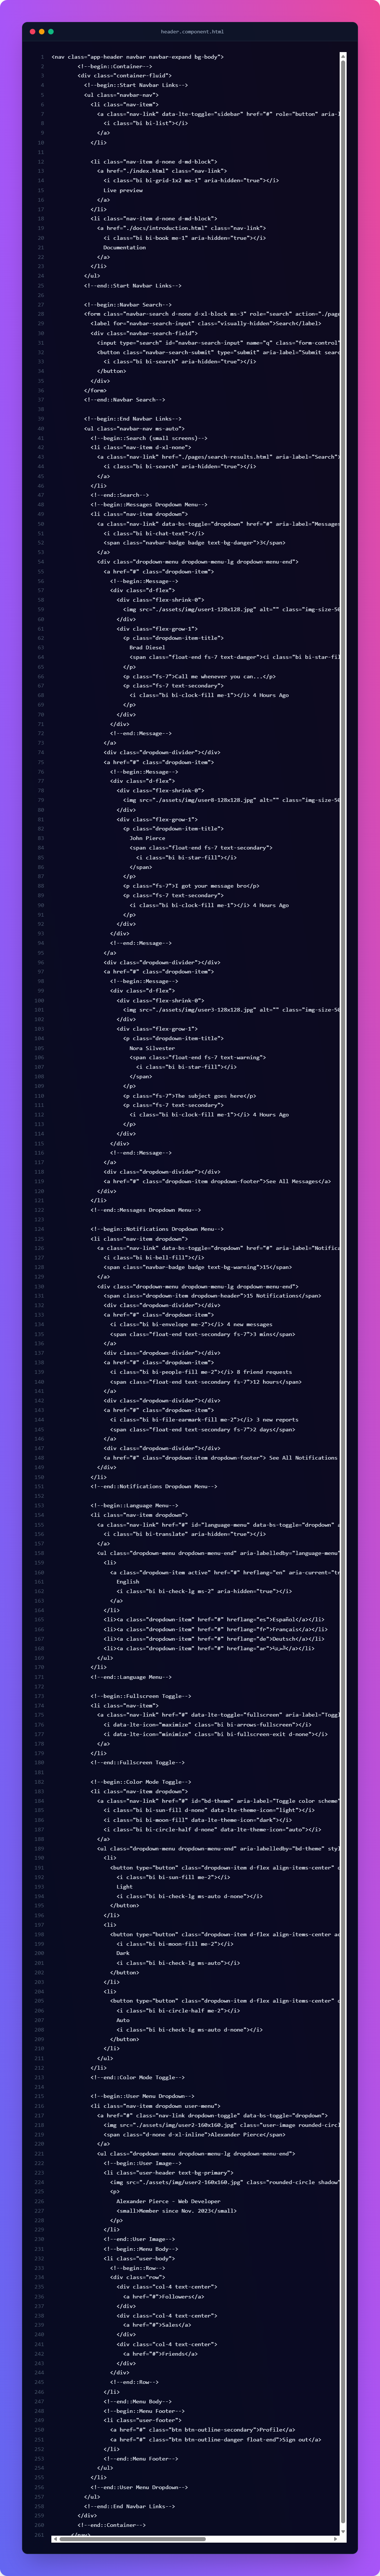 header.component.html
1 <nav class="app-header navbar navbar-expand bg-body">
2 <!--begin::Container-->
3 <div class="container-fluid">
4 <!--begin::Start Navbar Links-->
5 <ul class="navbar-nav">
6 <li class="nav-item">
7 <a class="nav-link" data-lte-toggle="sidebar" href="#" role="button" aria-l
8 <i class="bi bi-list"></i>
9 </a>
10 </li>
11
12 <li class="nav-item d-none d-md-block">
13 <a href="./index.html" class="nav-link">
14 <i class="bi bi-grid-1x2 me-1" aria-hidden="true"></i>
15 Live preview
16 </a>
17 </li>
18 <li class="nav-item d-none d-md-block">
19 <a href="./docs/introduction.html" class="nav-link">
20 <i class="bi bi-book me-1" aria-hidden="true"></i>
21 Documentation
22 </a>
23 </li>
24 </ul>
25 <!--end::Start Navbar Links-->
26
27 <!--begin::Navbar Search-->
28 <form class="navbar-search d-none d-xl-block ms-3" role="search" action="./page
29 <label for="navbar-search-input" class="visually-hidden">Search</label>
30 <div class="navbar-search-field">
31 <input type="search" id="navbar-search-input" name="q" class="form-control"
32 <button class="navbar-search-submit" type="submit" aria-label="Submit searc
33 <i class="bi bi-search" aria-hidden="true"></i>
34 </button>
35 </div>
36 </form>
37 <!--end::Navbar Search-->
38
39 <!--begin::End Navbar Links-->
40 <ul class="navbar-nav ms-auto">
41 <!--begin::Search (small screens)-->
42 <li class="nav-item d-xl-none">
43 <a class="nav-link" href="./pages/search-results.html" aria-label="Search">
44 <i class="bi bi-search" aria-hidden="true"></i>
45 </a>
46 </li>
47 <!--end::Search-->
48 <!--begin::Messages Dropdown Menu-->
49 <li class="nav-item dropdown">
50 <a class="nav-link" data-bs-toggle="dropdown" href="#" aria-label="Messages
51 <i class="bi bi-chat-text"></i>
52 <span class="navbar-badge badge text-bg-danger">3</span>
53 </a>
54 <div class="dropdown-menu dropdown-menu-lg dropdown-menu-end">
55 <a href="#" class="dropdown-item">
56 <!--begin::Message-->
57 <div class="d-flex">
58 <div class="flex-shrink-0">
59 <img src="./assets/img/user1-128x128.jpg" alt="" class="img-size-50
60 </div>
61 <div class="flex-grow-1">
62 <p class="dropdown-item-title">
63 Brad Diesel
64 <span class="float-end fs-7 text-danger"><i class="bi bi-star-fil
65 </p>
66 <p class="fs-7">Call me whenever you can...</p>
67 <p class="fs-7 text-secondary">
68 <i class="bi bi-clock-fill me-1"></i> 4 Hours Ago
69 </p>
70 </div>
71 </div>
72 <!--end::Message-->
73 </a>
74 <div class="dropdown-divider"></div>
75 <a href="#" class="dropdown-item">
76 <!--begin::Message-->
77 <div class="d-flex">
78 <div class="flex-shrink-0">
79 <img src="./assets/img/user8-128x128.jpg" alt="" class="img-size-50
80 </div>
81 <div class="flex-grow-1">
82 <p class="dropdown-item-title">
83 John Pierce
84 <span class="float-end fs-7 text-secondary">
85 <i class="bi bi-star-fill"></i>
86 </span>
87 </p>
88 <p class="fs-7">I got your message bro</p>
89 <p class="fs-7 text-secondary">
90 <i class="bi bi-clock-fill me-1"></i> 4 Hours Ago
91 </p>
92 </div>
93 </div>
94 <!--end::Message-->
95 </a>
96 <div class="dropdown-divider"></div>
97 <a href="#" class="dropdown-item">
98 <!--begin::Message-->
99 <div class="d-flex">
100 <div class="flex-shrink-0">
101 <img src="./assets/img/user3-128x128.jpg" alt="" class="img-size-50
102 </div>
103 <div class="flex-grow-1">
104 <p class="dropdown-item-title">
105 Nora Silvester
106 <span class="float-end fs-7 text-warning">
107 <i class="bi bi-star-fill"></i>
108 </span>
109 </p>
110 <p class="fs-7">The subject goes here</p>
111 <p class="fs-7 text-secondary">
112 <i class="bi bi-clock-fill me-1"></i> 4 Hours Ago
113 </p>
114 </div>
115 </div>
116 <!--end::Message-->
117 </a>
118 <div class="dropdown-divider"></div>
119 <a href="#" class="dropdown-item dropdown-footer">See All Messages</a>
120 </div>
121 </li>
122 <!--end::Messages Dropdown Menu-->
123
124 <!--begin::Notifications Dropdown Menu-->
125 <li class="nav-item dropdown">
126 <a class="nav-link" data-bs-toggle="dropdown" href="#" aria-label="Notifica
127 <i class="bi bi-bell-fill"></i>
128 <span class="navbar-badge badge text-bg-warning">15</span>
129 </a>
130 <div class="dropdown-menu dropdown-menu-lg dropdown-menu-end">
131 <span class="dropdown-item dropdown-header">15 Notifications</span>
132 <div class="dropdown-divider"></div>
133 <a href="#" class="dropdown-item">
134 <i class="bi bi-envelope me-2"></i> 4 new messages
135 <span class="float-end text-secondary fs-7">3 mins</span>
136 </a>
137 <div class="dropdown-divider"></div>
138 <a href="#" class="dropdown-item">
139 <i class="bi bi-people-fill me-2"></i> 8 friend requests
140 <span class="float-end text-secondary fs-7">12 hours</span>
141 </a>
142 <div class="dropdown-divider"></div>
143 <a href="#" class="dropdown-item">
144 <i class="bi bi-file-earmark-fill me-2"></i> 3 new reports
145 <span class="float-end text-secondary fs-7">2 days</span>
146 </a>
147 <div class="dropdown-divider"></div>
148 <a href="#" class="dropdown-item dropdown-footer"> See All Notifications
149 </div>
150 </li>
151 <!--end::Notifications Dropdown Menu-->
152
153 <!--begin::Language Menu-->
154 <li class="nav-item dropdown">
155 <a class="nav-link" href="#" id="language-menu" data-bs-toggle="dropdown" a
156 <i class="bi bi-translate" aria-hidden="true"></i>
157 </a>
158 <ul class="dropdown-menu dropdown-menu-end" aria-labelledby="language-menu"
159 <li>
160 <a class="dropdown-item active" href="#" hreflang="en" aria-current="tr
161 English
162 <i class="bi bi-check-lg ms-2" aria-hidden="true"></i>
163 </a>
164 </li>
165 <li><a class="dropdown-item" href="#" hreflang="es">Español</a></li>
166 <li><a class="dropdown-item" href="#" hreflang="fr">Français</a></li>
167 <li><a class="dropdown-item" href="#" hreflang="de">Deutsch</a></li>
168 <li><a class="dropdown-item" href="#" hreflang="ar">العربية</a></li>
169 </ul>
170 </li>
171 <!--end::Language Menu-->
172
173 <!--begin::Fullscreen Toggle-->
174 <li class="nav-item">
175 <a class="nav-link" href="#" data-lte-toggle="fullscreen" aria-label="Toggl
176 <i data-lte-icon="maximize" class="bi bi-arrows-fullscreen"></i>
177 <i data-lte-icon="minimize" class="bi bi-fullscreen-exit d-none"></i>
178 </a>
179 </li>
180 <!--end::Fullscreen Toggle-->
181
182 <!--begin::Color Mode Toggle-->
183 <li class="nav-item dropdown">
184 <a class="nav-link" href="#" id="bd-theme" aria-label="Toggle color scheme"
185 <i class="bi bi-sun-fill d-none" data-lte-theme-icon="light"></i>
186 <i class="bi bi-moon-fill" data-lte-theme-icon="dark"></i>
187 <i class="bi bi-circle-half d-none" data-lte-theme-icon="auto"></i>
188 </a>
189 <ul class="dropdown-menu dropdown-menu-end" aria-labelledby="bd-theme" styl
190 <li>
191 <button type="button" class="dropdown-item d-flex align-items-center" d
192 <i class="bi bi-sun-fill me-2"></i>
193 Light
194 <i class="bi bi-check-lg ms-auto d-none"></i>
195 </button>
196 </li>
197 <li>
198 <button type="button" class="dropdown-item d-flex align-items-center ac
199 <i class="bi bi-moon-fill me-2"></i>
200 Dark
201 <i class="bi bi-check-lg ms-auto"></i>
202 </button>
203 </li>
204 <li>
205 <button type="button" class="dropdown-item d-flex align-items-center" d
206 <i class="bi bi-circle-half me-2"></i>
207 Auto
208 <i class="bi bi-check-lg ms-auto d-none"></i>
209 </button>
210 </li>
211 </ul>
212 </li>
213 <!--end::Color Mode Toggle-->
214
215 <!--begin::User Menu Dropdown-->
216 <li class="nav-item dropdown user-menu">
217 <a href="#" class="nav-link dropdown-toggle" data-bs-toggle="dropdown">
218 <img src="./assets/img/user2-160x160.jpg" class="user-image rounded-circl
219 <span class="d-none d-xl-inline">Alexander Pierce</span>
220 </a>
221 <ul class="dropdown-menu dropdown-menu-lg dropdown-menu-end">
222 <!--begin::User Image-->
223 <li class="user-header text-bg-primary">
224 <img src="./assets/img/user2-160x160.jpg" class="rounded-circle shadow"
225 <p>
226 Alexander Pierce - Web Developer
227 <small>Member since Nov. 2023</small>
228 </p>
229 </li>
230 <!--end::User Image-->
231 <!--begin::Menu Body-->
232 <li class="user-body">
233 <!--begin::Row-->
234 <div class="row">
235 <div class="col-4 text-center">
236 <a href="#">Followers</a>
237 </div>
238 <div class="col-4 text-center">
239 <a href="#">Sales</a>
240 </div>
241 <div class="col-4 text-center">
242 <a href="#">Friends</a>
243 </div>
244 </div>
245 <!--end::Row-->
246 </li>
247 <!--end::Menu Body-->
248 <!--begin::Menu Footer-->
249 <li class="user-footer">
250 <a href="#" class="btn btn-outline-secondary">Profile</a>
251 <a href="#" class="btn btn-outline-danger float-end">Sign out</a>
252 </li>
253 <!--end::Menu Footer-->
254 </ul>
255 </li>
256 <!--end::User Menu Dropdown-->
257 </ul>
258 <!--end::End Navbar Links-->
259 </div>
260 <!--end::Container-->
261 </nav>